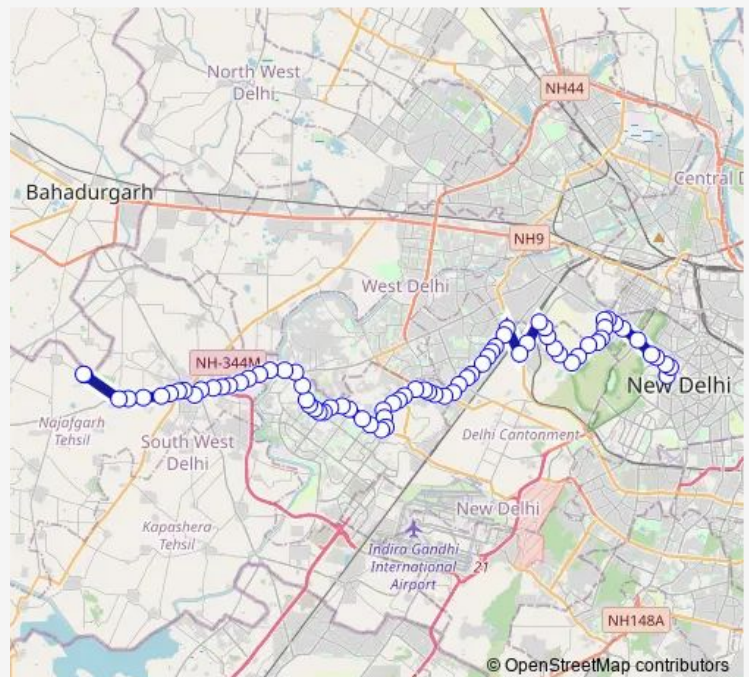 North West
Delhi
NH44
Bahadurgarh
NH9
West Delhi
NH-344M
New Delhi
Najafgarh
Tehsil
South West
Delhi
Delhi Cantonment
New Delhi
Kapashera
Tehsil
Indira Gandhi
International
Airport
21
NH148A
© OpenStreetMap contributors